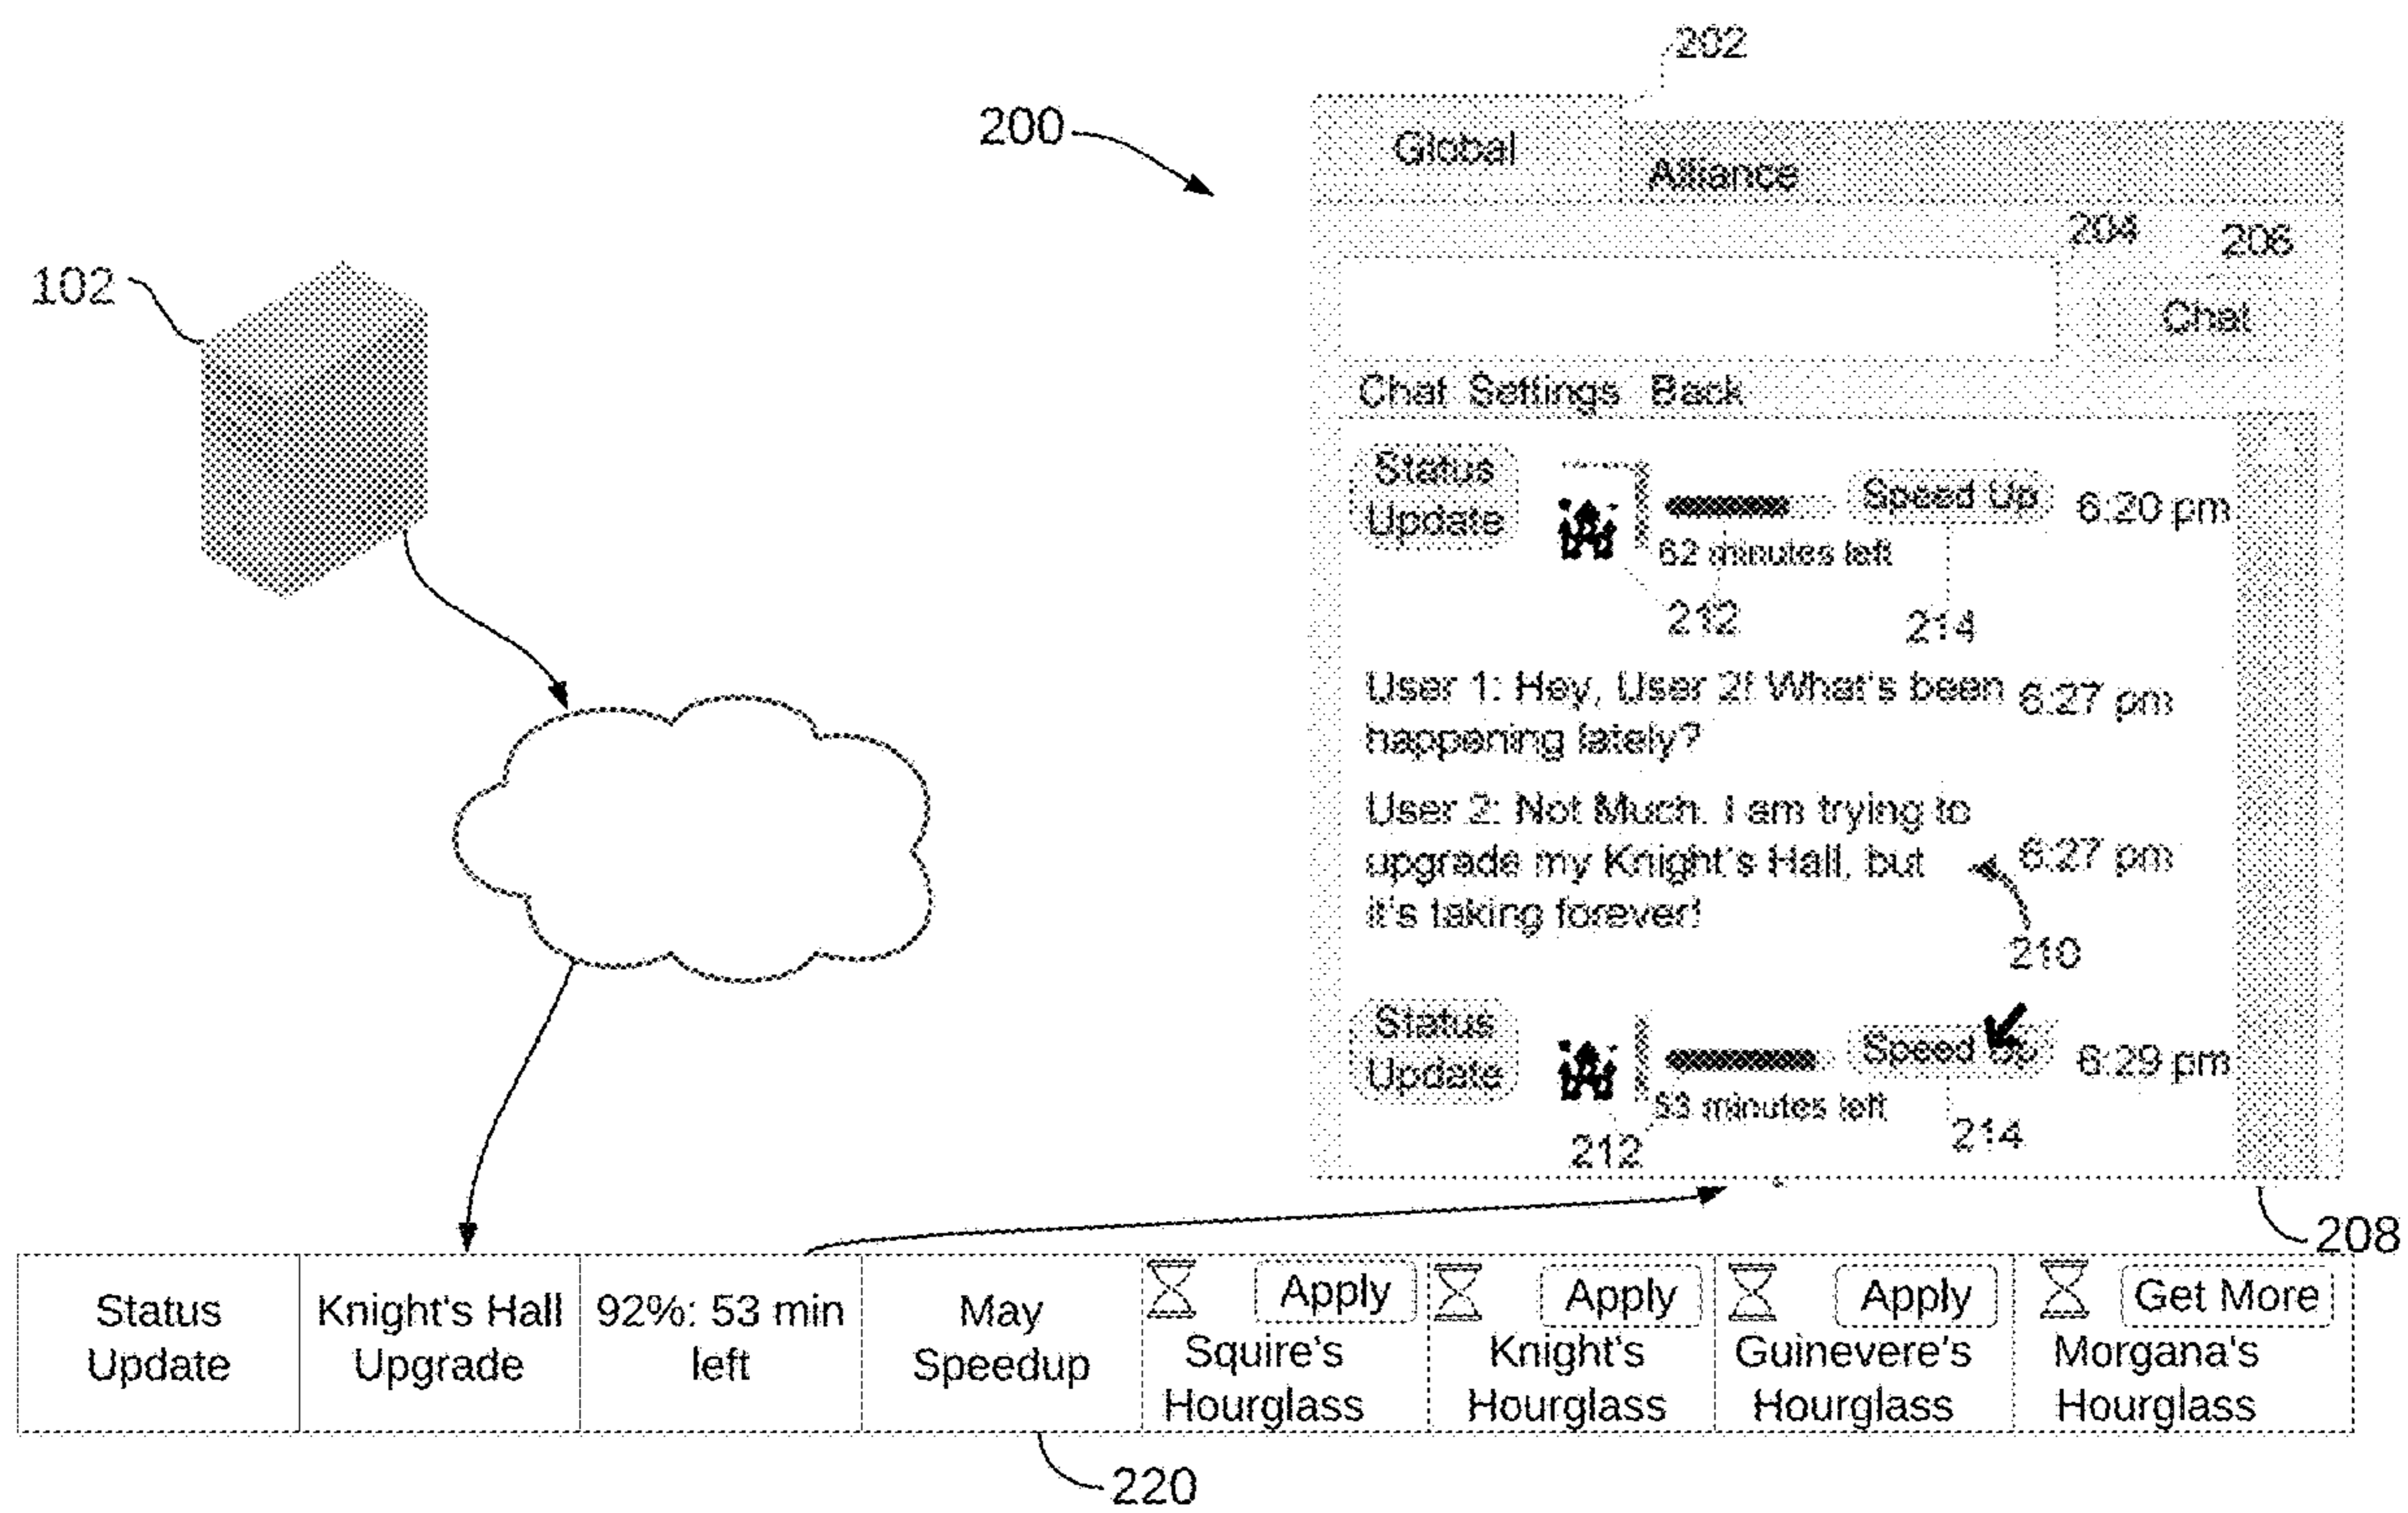 202
200
Global
Alliance
204
206
102
Chat
Chat Settings Back
Status
Update
Speed Up
6:20 pm
62 minutes left
212
214
User 1: Hey, User 2! What's been
happening lately?
6:27 pm
User 2: Not Much. I am trying to
upgrade my Knight's Hall, but
it's taking forever!
6:27 pm
210
Status
Update
Speed Up
6:29 pm
53 minutes left
212
214
208
Status
Update
Knight's Hall
Upgrade
92%: 53 min
left
May
Speedup
Apply
Squire's
Hourglass
Apply
Knight's
Hourglass
Apply
Guinevere's
Hourglass
Get More
Morgana's
Hourglass
220